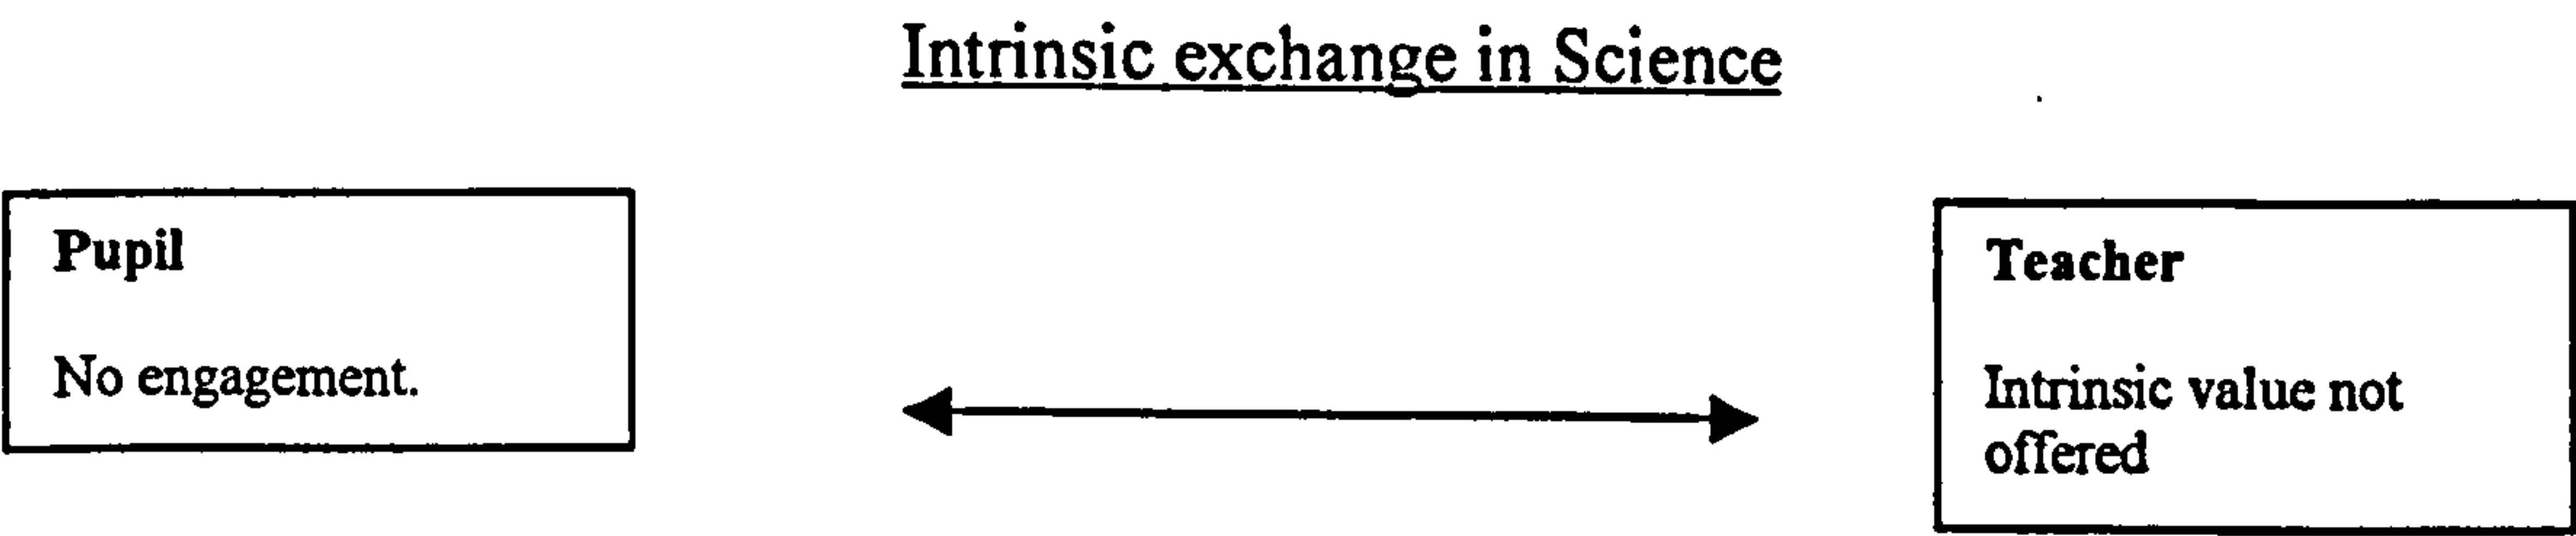 Intrinsic exchange in Science
Pupil
No engagement.
Teacher
Intrinsic value not
offered